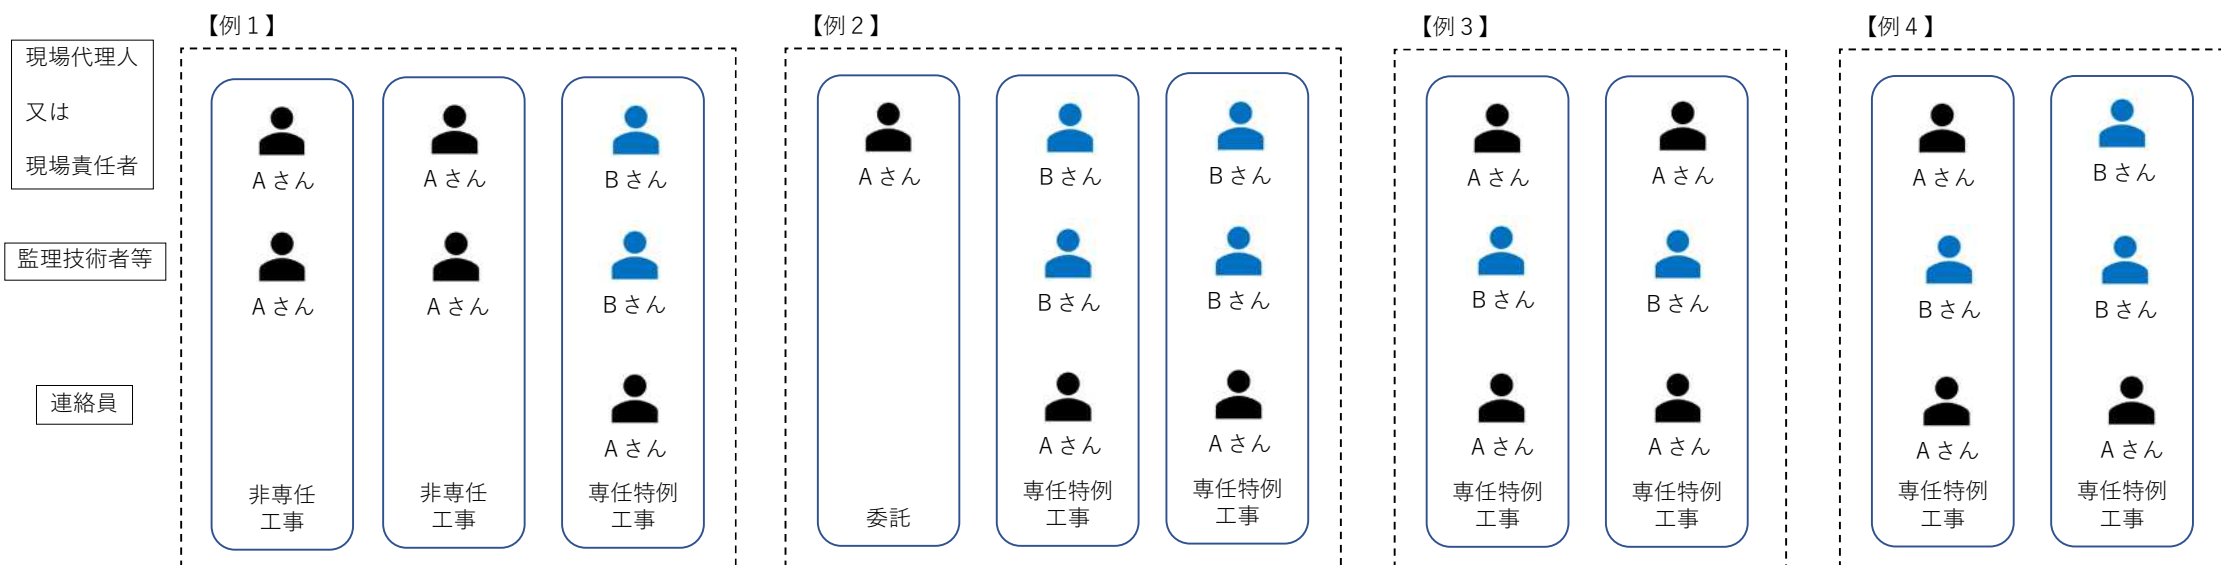 【例１】
【例２】
【例３】
【例４】
現場代理人
又は
現場責任者
Ａさん
Ａさん
Ｂさん
Ａさん
Ｂさん
Ｂさん
Ａさん
Ａさん
Ａさん
Ｂさん
監理技術者等
Ａさん
Ａさん
Ｂさん
Ｂさん
Ｂさん
Ｂさん
Ｂさん
Ｂさん
Ｂさん
連絡員
Ａさん
Ａさん
Ａさん
Ａさん
Ａさん
Ａさん
Ａさん
非専任
工事
非専任
工事
専任特例
工事
委託
専任特例
工事
専任特例
工事
専任特例
工事
専任特例
工事
専任特例
工事
専任特例
工事